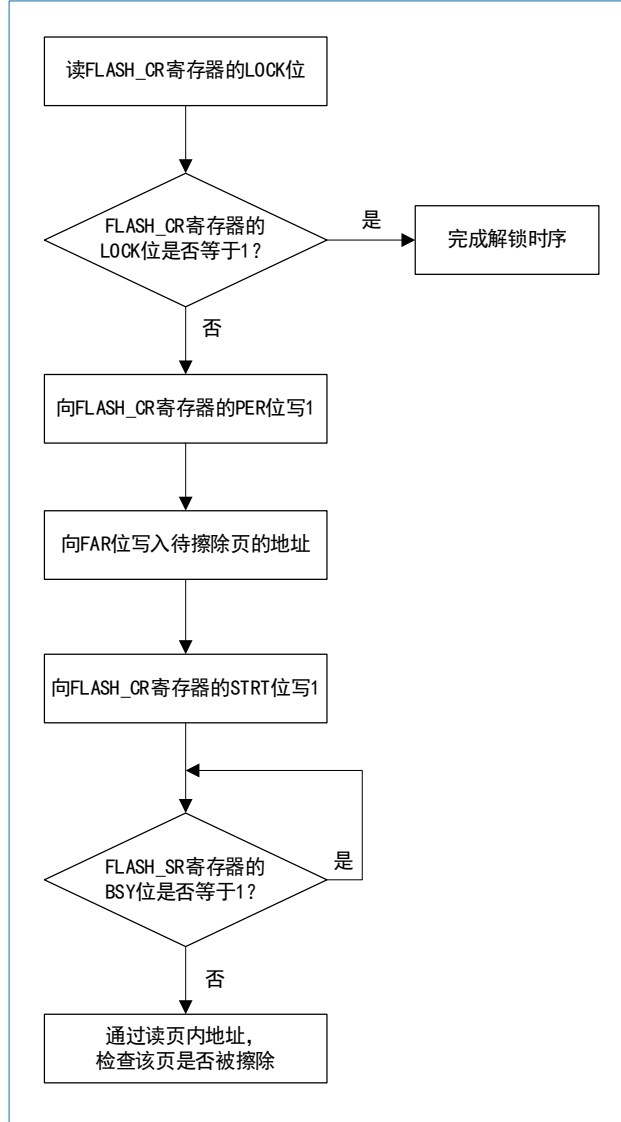 读FLASH_CR寄存器的LOCK位
FLASH_CR寄存器的
LOCK位是否等于1?
是
完成解锁时序
否
向FLASH_CR寄存器的PER位写1
向FAR位写入待擦除页的地址
向FLASH_CR寄存器的STRT位写1
FLASH_SR寄存器的
BSY位是否等于1?
是
否
通过读页内地址，
检查该页是否被擦除